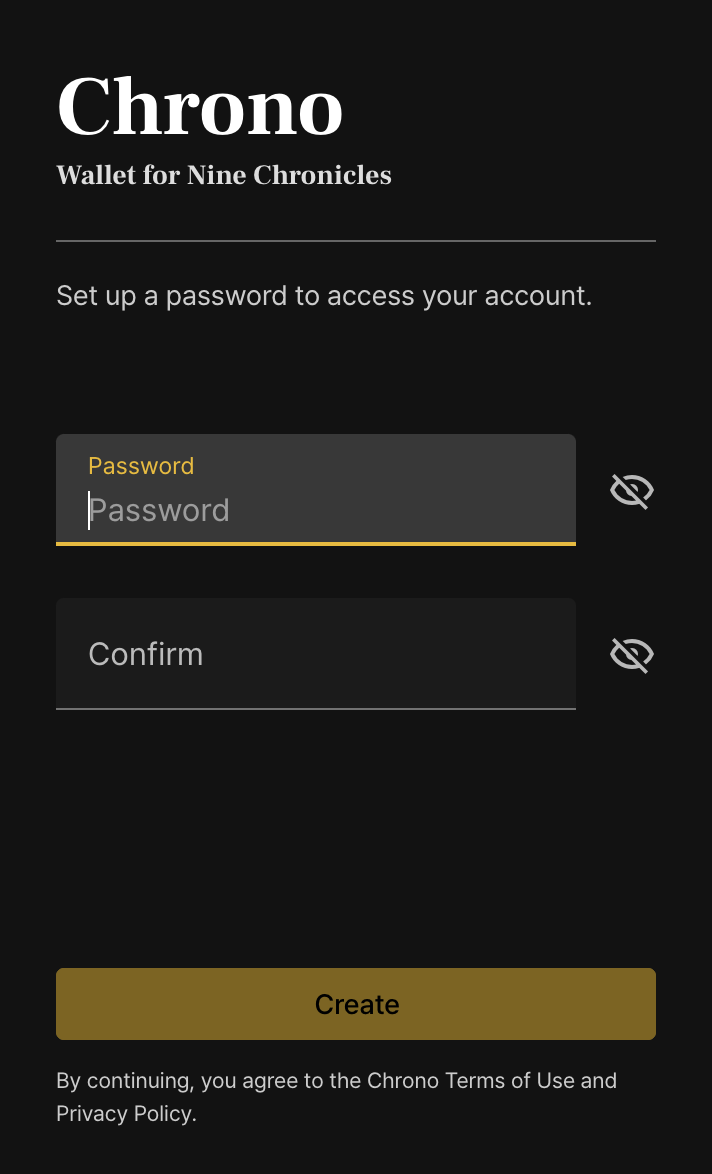 Chrono
Wallet for Nine Chronicles
Set up a password to access your account.
Password
Password
Confirm
Create
By continuing, you agree to the Chrono Terms of Use and
Privacy Policy.